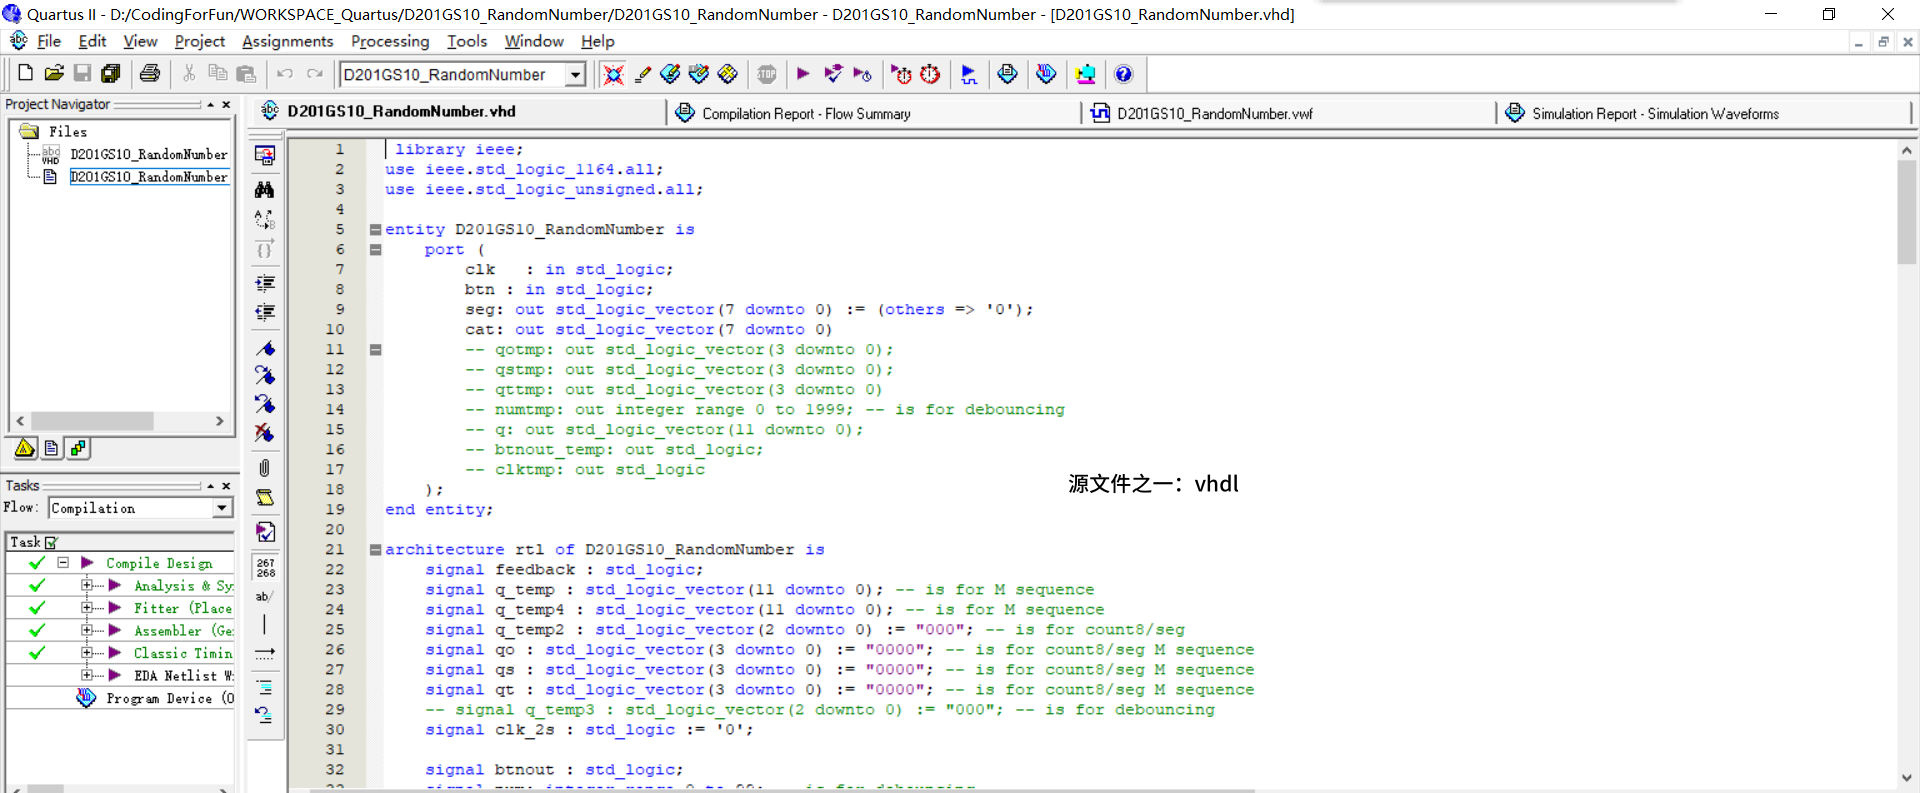 Quartus II - D:/CodingForFun/WORKSPACE_Quartus/D201GS10_RandomNumber/D201GS10_RandomNumber - D201GS10_RandomNumber - [D201GS10_RandomNumber.vhd]
File Edit View Project Assignments Processing Tools Window Help
D201GS10_RandomNumber
Project Navigator
Files
D201GS10_RandomNumber
D201GS10_RandomNumber
Tasks
Flow: Compilation
Task
Compile Design
Analysis & Sy
Fitter (Place
Assembler (Ge
Classic Timin
EDA Netlist W
Program Device (O
D201GS10_RandomNumber.vhd
Compilation Report - Flow Summary
D201GS10_RandomNumber.vwf
Simulation Report - Simulation Waveforms
1 library ieee;
2 use ieee.std_logic_1164.all;
3 use ieee.std_logic_unsigned.all;
4
5 entity D201GS10_RandomNumber is
6 port (
7 clk : in std_logic;
8 btn : in std_logic;
9 seg: out std_logic_vector(7 downto 0) := (others => '0');
10 cat: out std_logic_vector(7 downto 0)
11 -- qotmp: out std_logic_vector(3 downto 0);
12 -- qstmp: out std_logic_vector(3 downto 0);
13 -- qttmp: out std_logic_vector(3 downto 0)
14 -- numtmp: out integer range 0 to 1999; -- is for debouncing
15 -- q: out std_logic_vector(11 downto 0);
16 -- btnout_temp: out std_logic;
17 -- clktmp: out std_logic
18 );
19 end entity;
20
21 architecture rtl of D201GS10_RandomNumber is
22 signal feedback : std_logic;
23 signal q_temp : std_logic_vector(11 downto 0); -- is for M sequence
24 signal q_temp4 : std_logic_vector(11 downto 0); -- is for M sequence
25 signal q_temp2 : std_logic_vector(2 downto 0) := "000"; -- is for count8/seg
26 signal qo : std_logic_vector(3 downto 0) := "0000"; -- is for count8/seg M sequence
27 signal qs : std_logic_vector(3 downto 0) := "0000"; -- is for count8/seg M sequence
28 signal qt : std_logic_vector(3 downto 0) := "0000"; -- is for count8/seg M sequence
29 -- signal q_temp3 : std_logic_vector(2 downto 0) := "000"; -- is for debouncing
30 signal clk_2s : std_logic := '0';
31
32 signal btnout : std_logic;
源文件之一：vhdl
267
268
ab/